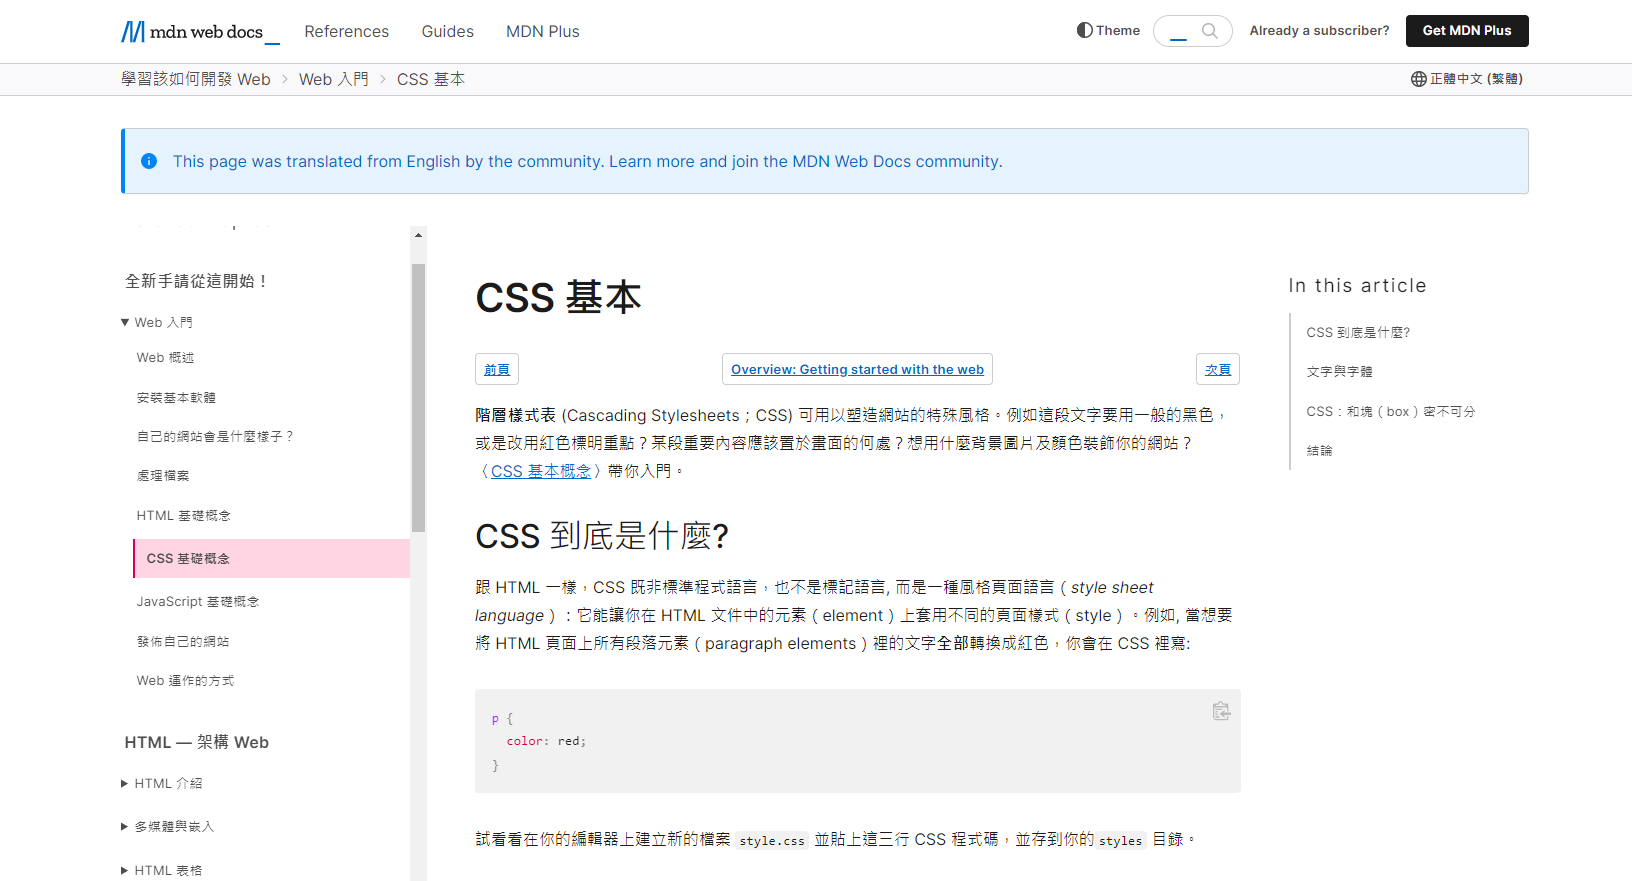 mdn web docs_ References Guides MDN Plus Theme Already a subscriber? Get MDN Plus
學習該如何開發 Web Web 入門 CSS 基本 正體中文 (繁體)
This page was translated from English by the community. Learn more and join the MDN Web Docs community.
全新手請從這開始！
Web 入門
Web 概述
安裝基本軟體
自己的網站會是什麼樣子？
處理檔案
HTML 基礎概念
CSS 基礎概念
JavaScript 基礎概念
發佈自己的網站
Web 運作的方式
HTML — 架構 Web
HTML 介紹
多媒體與嵌入
HTML 表格
CSS 基本
前頁 Overview: Getting started with the web 次頁
階層樣式表 (Cascading Stylesheets；CSS) 可用以塑造網站的特殊風格。例如這段文字要用一般的黑色，
或是改用紅色標明重點？某段重要內容應該置於畫面的何處？想用什麼背景圖片及顏色裝飾你的網站？
〈CSS 基本概念〉帶你入門。
CSS 到底是什麼?
跟 HTML 一樣，CSS 既非標準程式語言，也不是標記語言, 而是一種風格頁面語言（style sheet
language）：它能讓你在 HTML 文件中的元素（element）上套用不同的頁面樣式（style）。例如, 當想要
將 HTML 頁面上所有段落元素（paragraph elements）裡的文字全部轉換成紅色，你會在 CSS 裡寫:
p {
color: red;
}
試看看在你的編輯器上建立新的檔案 style.css 並貼上這三行 CSS 程式碼，並存到你的 styles 目錄。
In this article
CSS 到底是什麼?
文字與字體
CSS：和塊（box）密不可分
結論